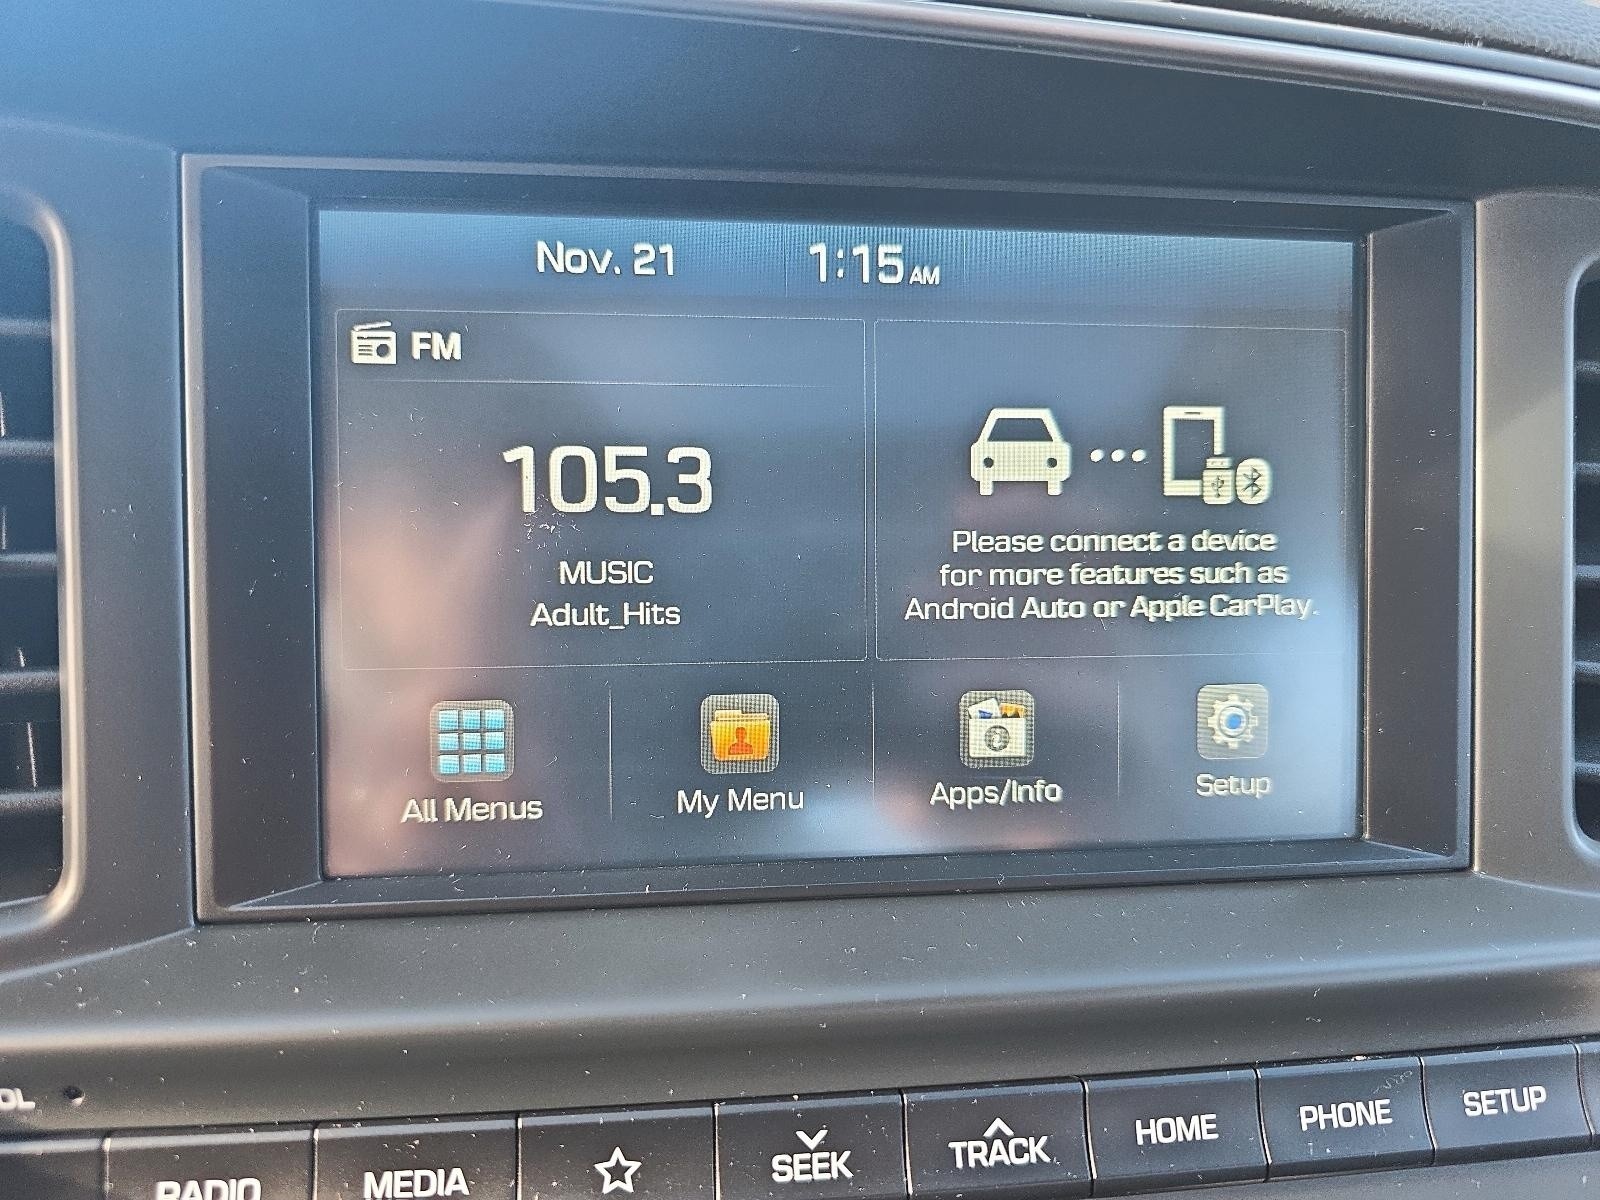 Nov. 21 1:15 AM
FM
105.3
MUSIC
Adult_Hits
Please connect a device
for more features such as
Android Auto or Apple CarPlay.
All Menus
My Menu
Apps/Info
Setup
RADIO
MEDIA
SEEK
TRACK
HOME
PHONE
SETUP